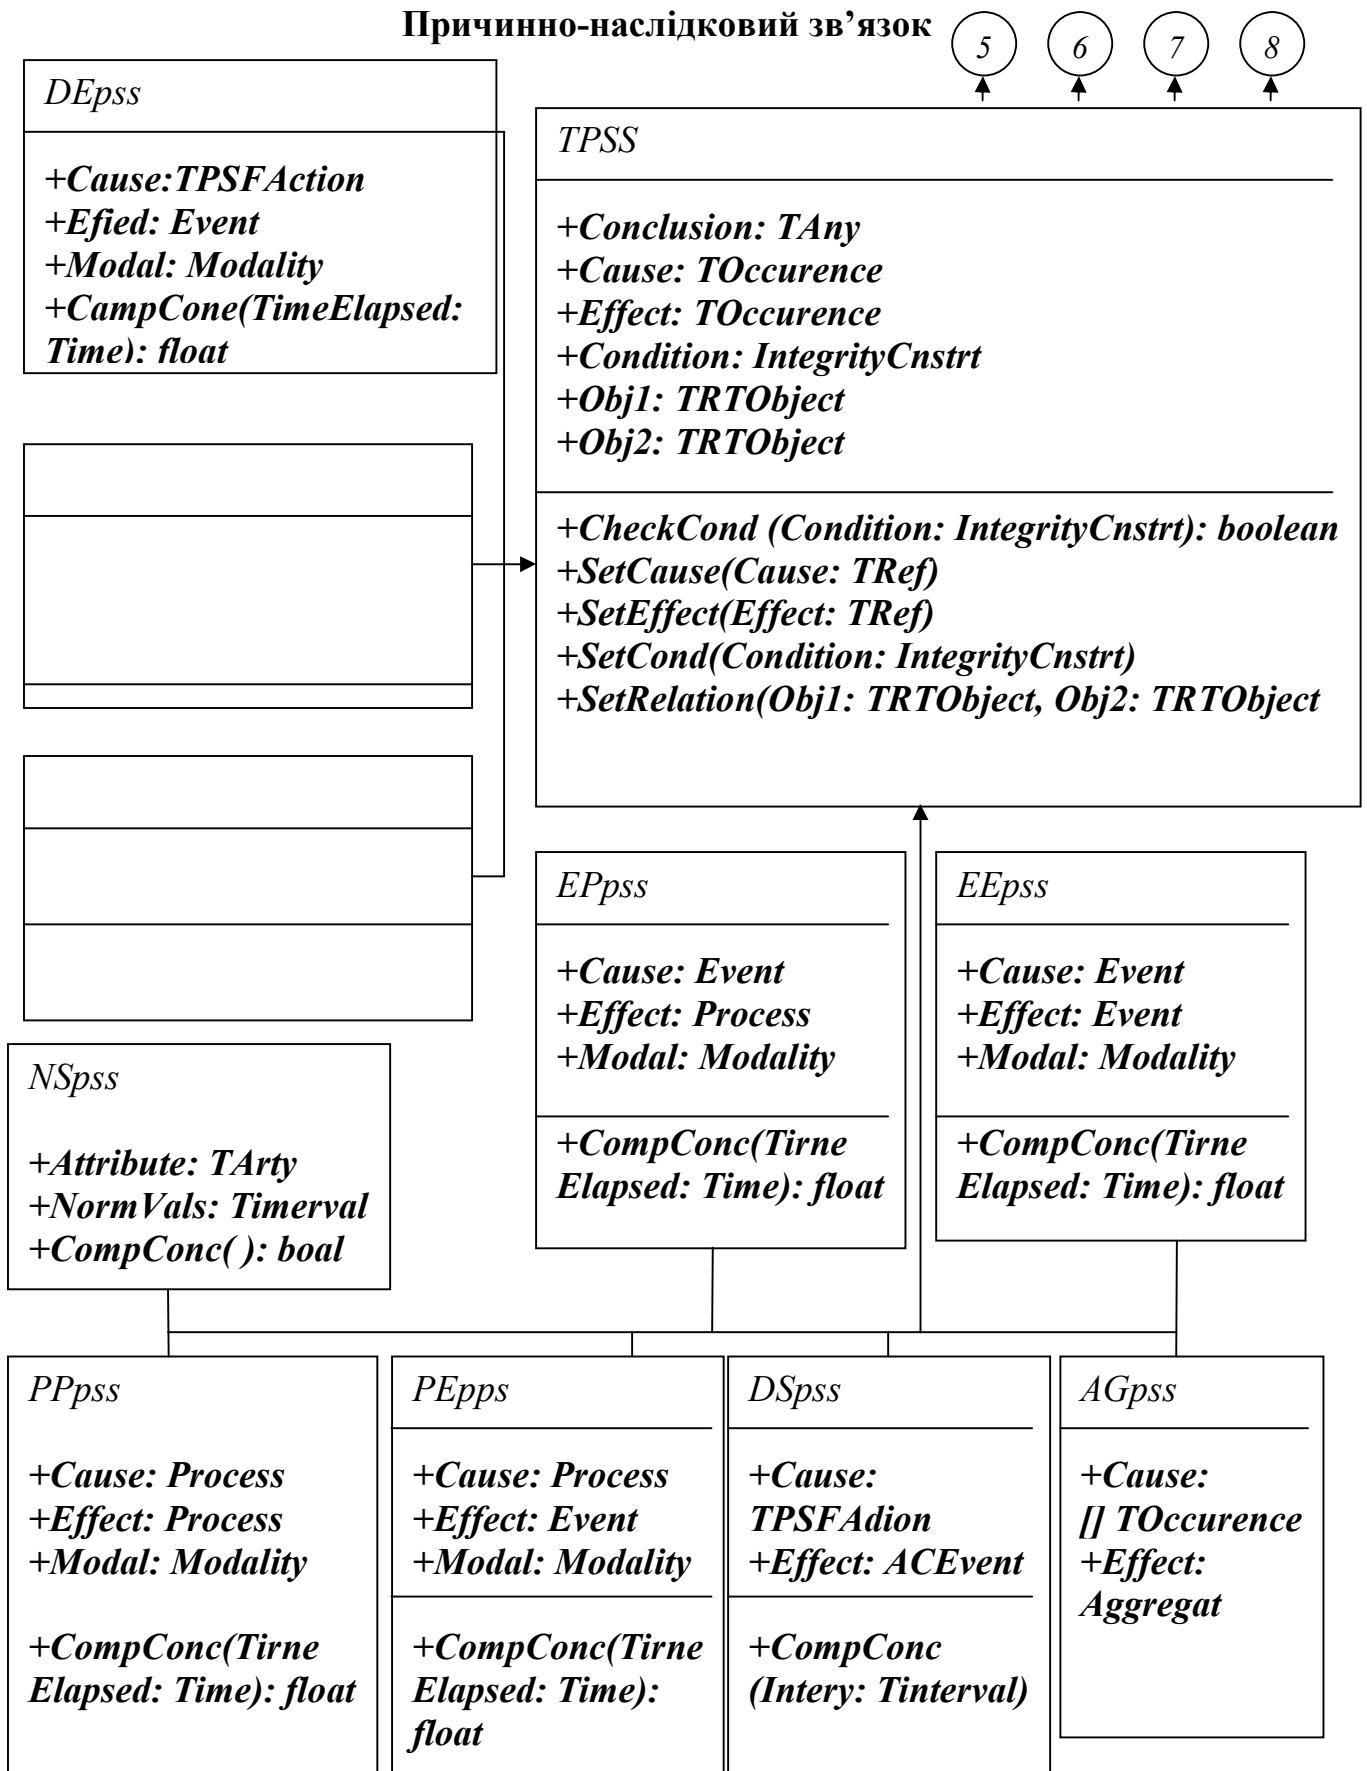 Причинно-наслідковий зв’язок
5 6 7 8
DEpss
+Cause:TPSFAction
+Efied: Event
+Modal: Modality
+CampCone(TimeElapsed:
Time): float
TPSS
+Conclusion: TAny
+Cause: TOccurence
+Effect: TOccurence
+Condition: IntegrityCnstrt
+Obj1: TRTObject
+Obj2: TRTObject
+CheckCond (Condition: IntegrityCnstrt): boolean
+SetCause(Cause: TRef)
+SetEffect(Effect: TRef)
+SetCond(Condition: IntegrityCnstrt)
+SetRelation(Obj1: TRTObject, Obj2: TRTObject
EPpss
+Cause: Event
+Effect: Process
+Modal: Modality
+CompConc(Tirne
Elapsed: Time): float
EEpss
+Cause: Event
+Effect: Event
+Modal: Modality
+CompConc(Tirne
Elapsed: Time): float
NSpss
+Attribute: TArty
+NormVals: Timerval
+CompConc( ): boal
PPpss
+Cause: Process
+Effect: Process
+Modal: Modality
+CompConc(Tirne
Elapsed: Time): float
PEpps
+Cause: Process
+Effect: Event
+Modal: Modality
+CompConc(Tirne
Elapsed: Time):
float
DSpss
+Cause:
TPSFAdion
+Effect: ACEvent
+CompConc
(Intery: Tinterval)
AGpss
+Cause:
[] TOccurence
+Effect:
Aggregat